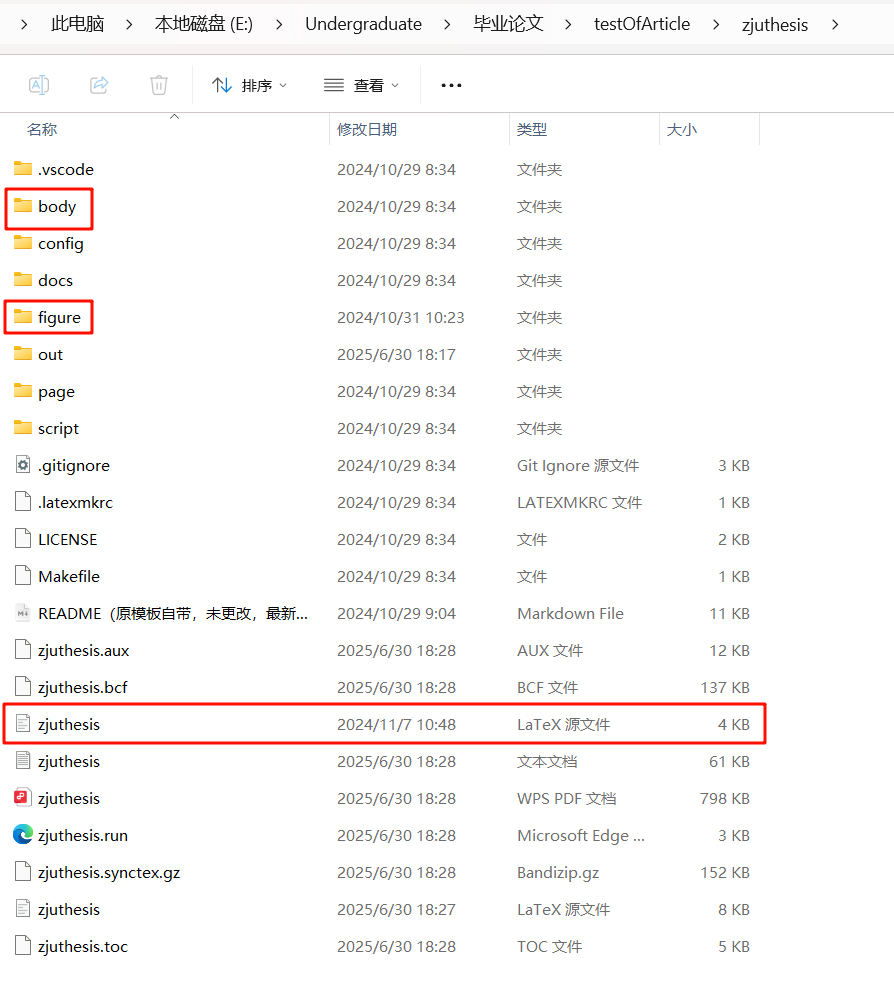 此电脑 本地磁盘 (E:) Undergraduate 毕业论文 testOfArticle zjuthesis
排序 查看
名称 修改日期 类型 大小
.vscode 2024/10/29 8:34 文件夹
body 2024/10/29 8:34 文件夹
config 2024/10/29 8:34 文件夹
docs 2024/10/29 8:34 文件夹
figure 2024/10/31 10:23 文件夹
out 2025/6/30 18:17 文件夹
page 2024/10/29 8:34 文件夹
script 2024/10/29 8:34 文件夹
.gitignore 2024/10/29 8:34 Git Ignore 源文件 3 KB
.latexmkrc 2024/10/29 8:34 LATEXMKRC 文件 1 KB
LICENSE 2024/10/29 8:34 文件 2 KB
Makefile 2024/10/29 8:34 文件 1 KB
README（原模板自带，未更改，最新... 2024/10/29 9:04 Markdown File 11 KB
zjuthesis.aux 2025/6/30 18:28 AUX 文件 12 KB
zjuthesis.bcf 2025/6/30 18:28 BCF 文件 137 KB
zjuthesis 2024/11/7 10:48 LaTeX 源文件 4 KB
zjuthesis 2025/6/30 18:28 文本文档 61 KB
zjuthesis 2025/6/30 18:28 WPS PDF 文档 798 KB
zjuthesis.run 2025/6/30 18:28 Microsoft Edge ... 3 KB
zjuthesis.synctex.gz 2025/6/30 18:28 Bandizip.gz 152 KB
zjuthesis 2025/6/30 18:27 LaTeX 源文件 8 KB
zjuthesis.toc 2025/6/30 18:28 TOC 文件 5 KB